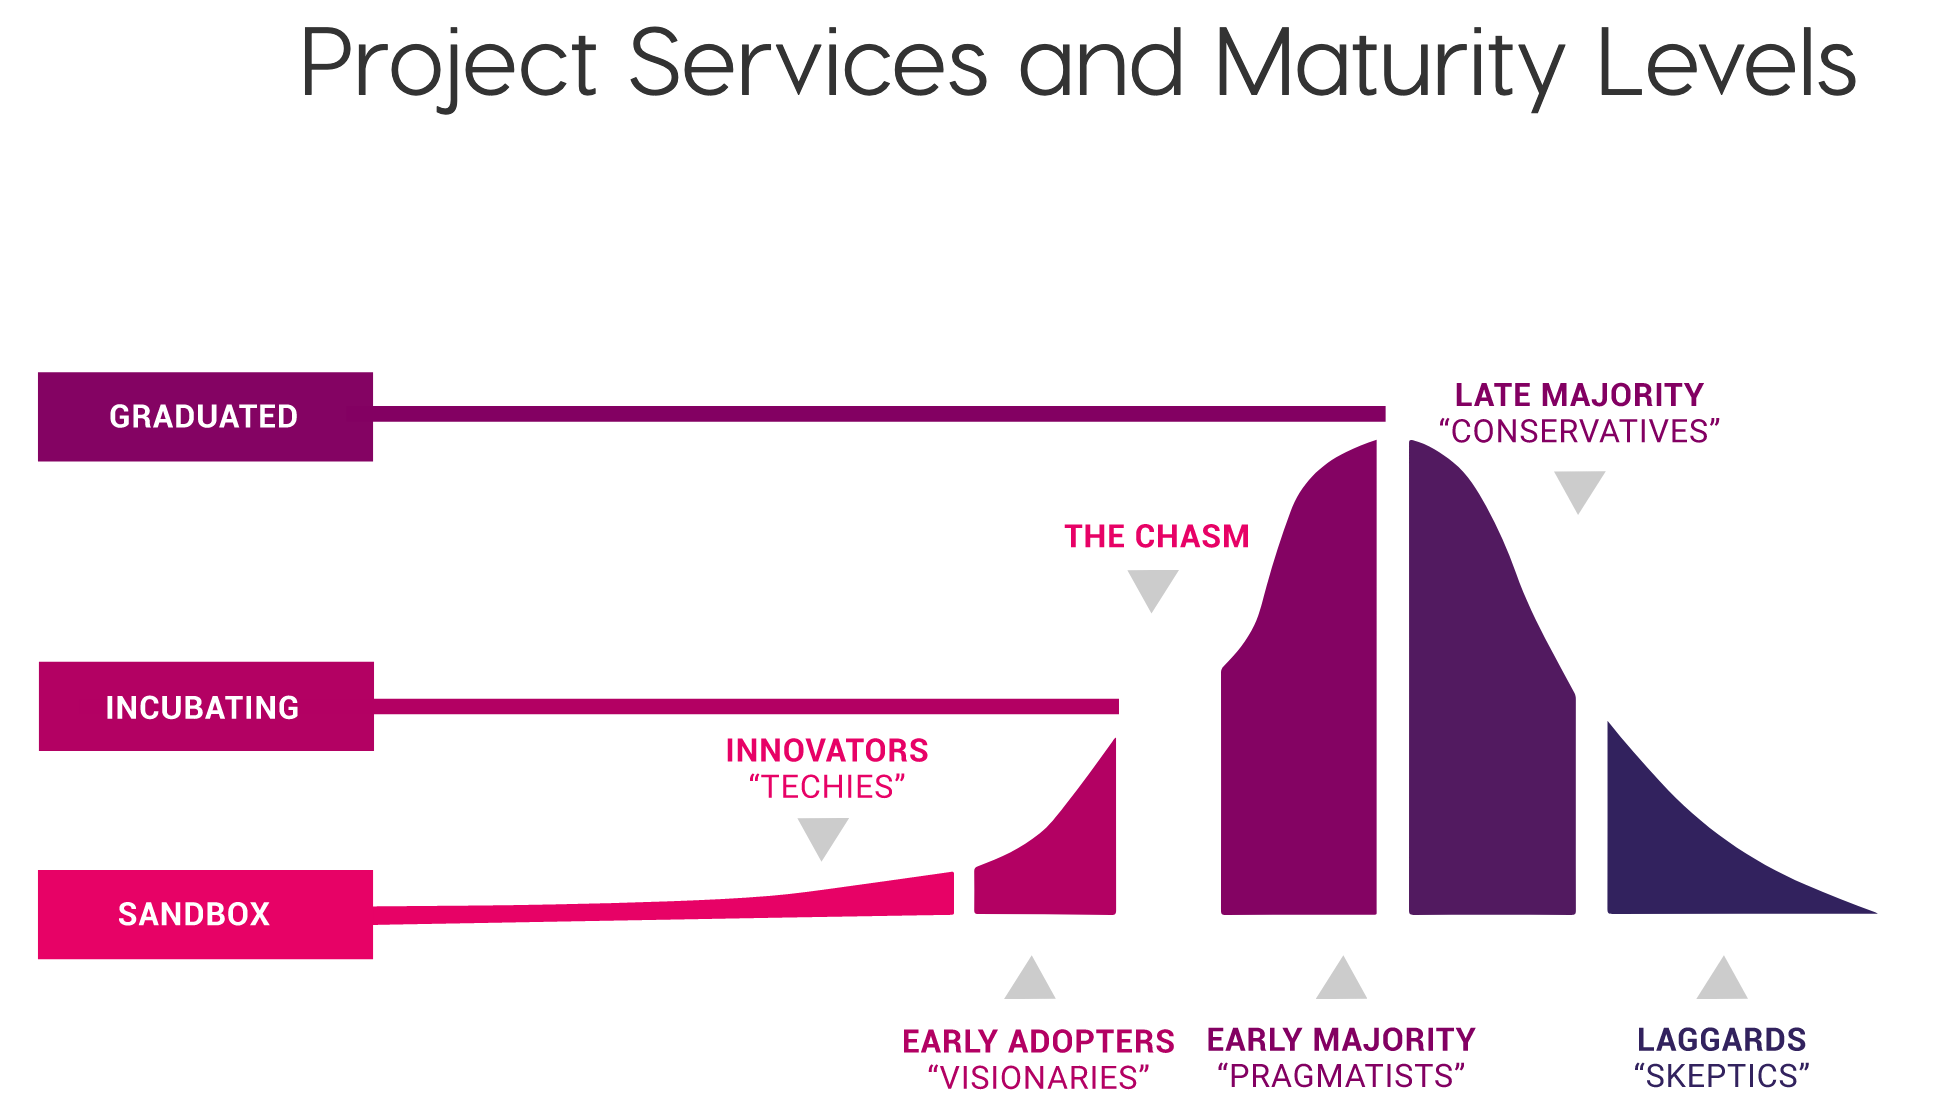 Project Services and Maturity Levels
GRADUATED
LATE MAJORITY
“CONSERVATIVES”
THE CHASM
INCUBATING
INNOVATORS
“TECHIES”
SANDBOX
EARLY ADOPTERS
“VISIONARIES”
EARLY MAJORITY
“PRAGMATISTS”
LAGGARDS
“SKEPTICS”